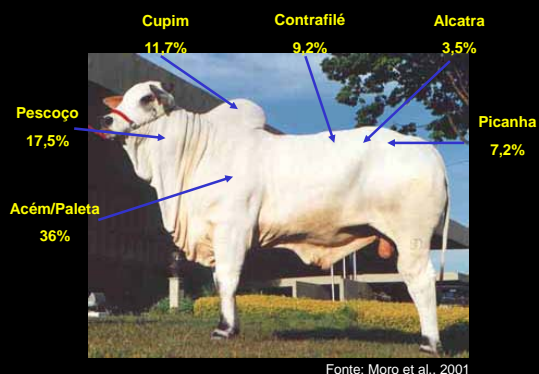 Cupim
11,7%
Contrafilé
9,2%
Alcatra
3,5%
Pescoço
17,5%
Picanha
7,2%
Acém/Paleta
36%
Fonte: Moro et al., 2001